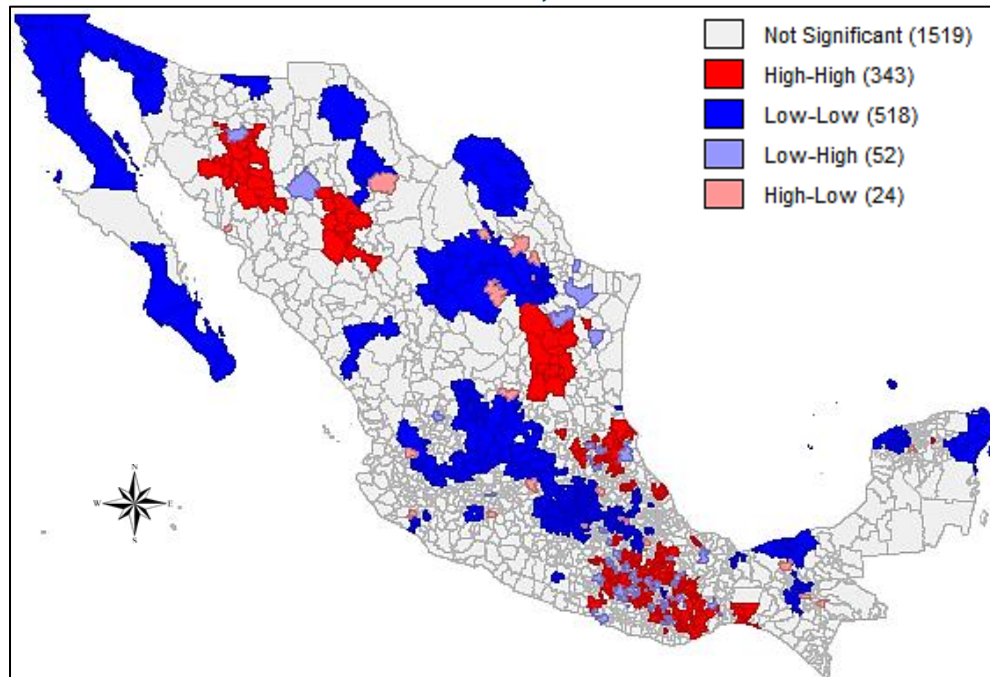 Not Significant (1519)
High-High (343)
Low-Low (518)
Low-High (52)
High-Low (24)
N
W
E
S